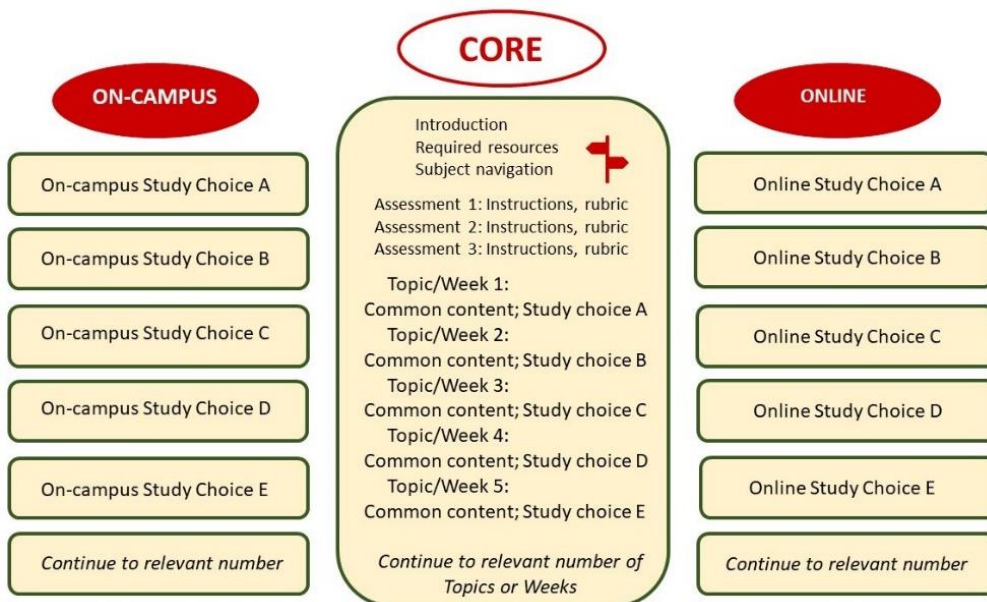 CORE
ON-CAMPUS
On-campus Study Choice A
On-campus Study Choice B
On-campus Study Choice C
On-campus Study Choice D
On-campus Study Choice E
Continue to relevant number
Introduction
Required resources
Subject navigation
Assessment 1: Instructions, rubric
Assessment 2: Instructions, rubric
Assessment 3: Instructions, rubric
Topic/Week 1:
Common content; Study choice A
Topic/Week 2:
Common content; Study choice B
Topic/Week 3:
Common content; Study choice C
Topic/Week 4:
Common content; Study choice D
Topic/Week 5:
Common content; Study choice E
Continue to relevant number of
Topics or Weeks
ONLINE
Online Study Choice A
Online Study Choice B
Online Study Choice C
Online Study Choice D
Online Study Choice E
Continue to relevant number